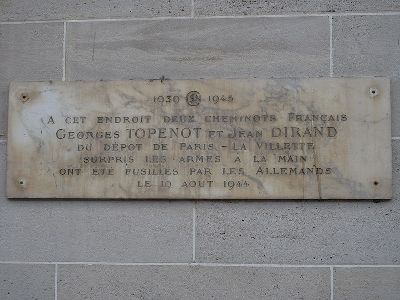 1939 1945
A CET ENDROIT DEUX CHEMINOTS FRANÇAIS
GEORGES TOPENOT ET JEAN DIRAND
DU DÉPOT DE PARIS - LA VILLETTE
SURPRIS LES ARMES A LA MAIN
ONT ÉTÉ FUSILLÉS PAR LES ALLEMANDS
LE 19 AOUT 1944